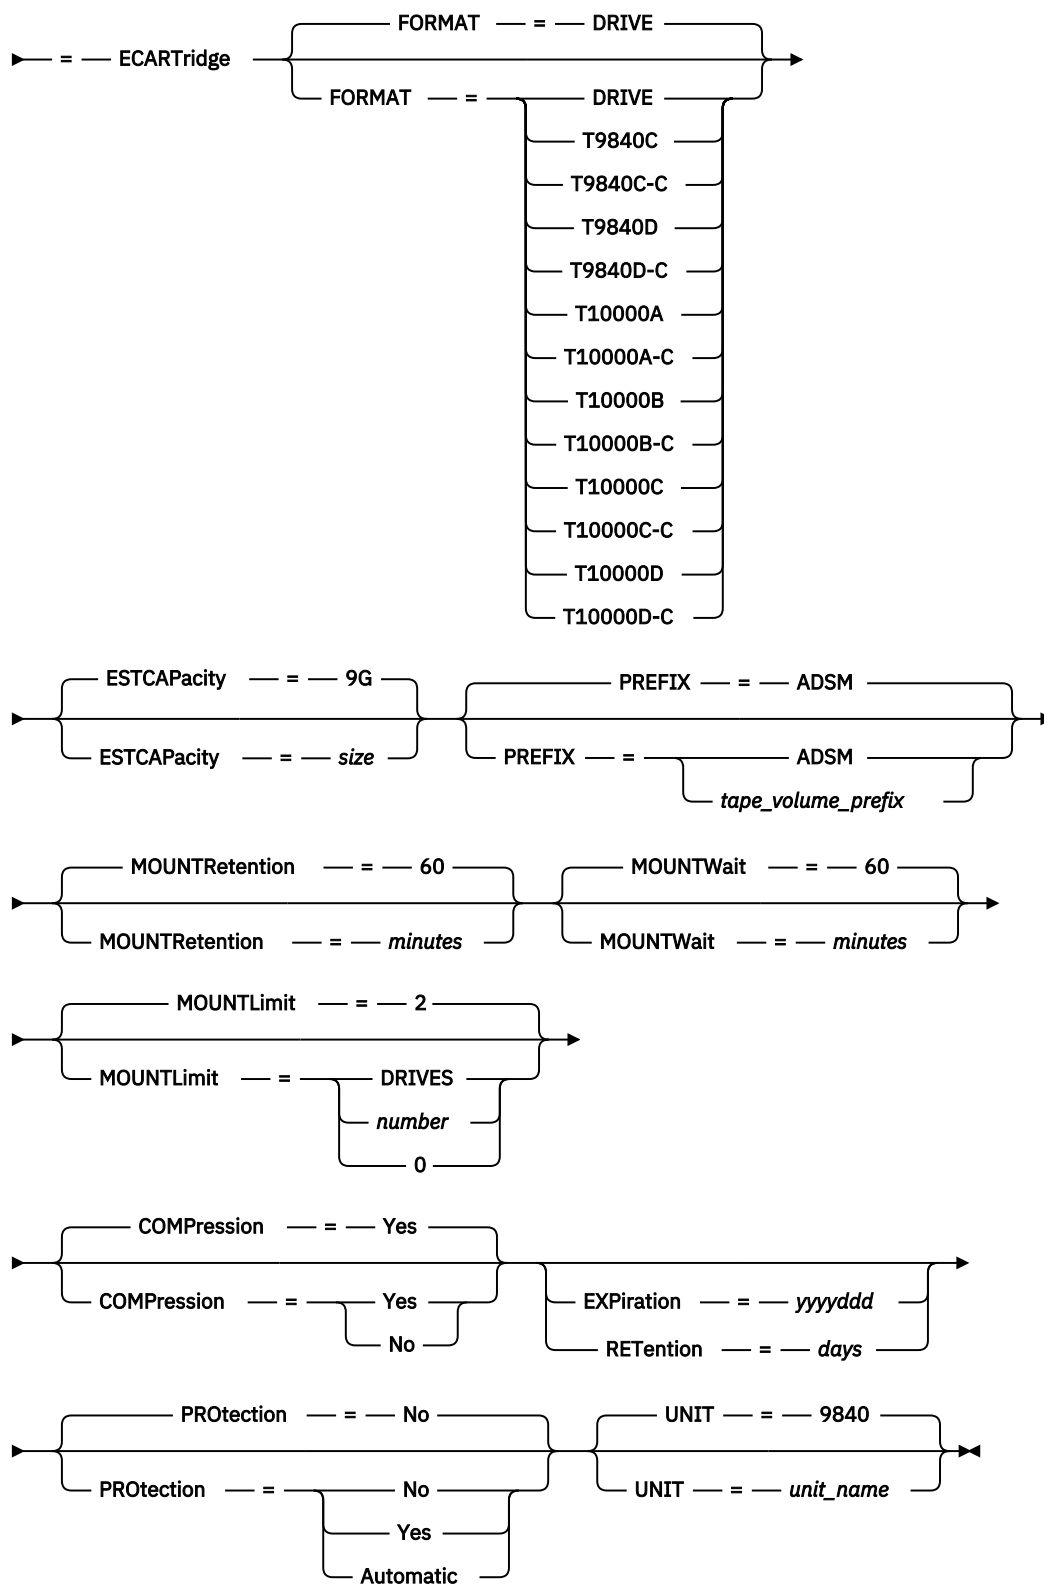 FORMAT = DRIVE
= ECARTridge
FORMAT = DRIVE
T9840C
T9840C-C
T9840D
T9840D-C
T10000A
T10000A-C
T10000B
T10000B-C
T10000C
T10000C-C
T10000D
T10000D-C
ESTCAPacity = 9G PREFIX = ADSM
ESTCAPacity = size PREFIX = ADSM
tape_volume_prefix
MOUNTRetention = 60 MOUNTWait = 60
MOUNTRetention = minutes MOUNTWait = minutes
MOUNTLimit = 2
MOUNTLimit = DRIVES
number
0
COMPression = Yes
COMPression = Yes EXPiration = yyyyddd
No RETention = days
PROtection = No UNIT = 9840
PROtection = No UNIT = unit_name
Yes
Automatic